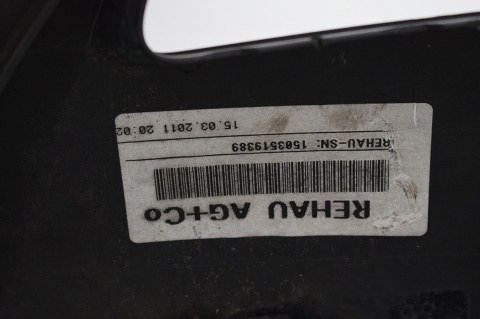 REHAU AG+Co
REHAU-SN: 1503519389
15.03.2011 20:02